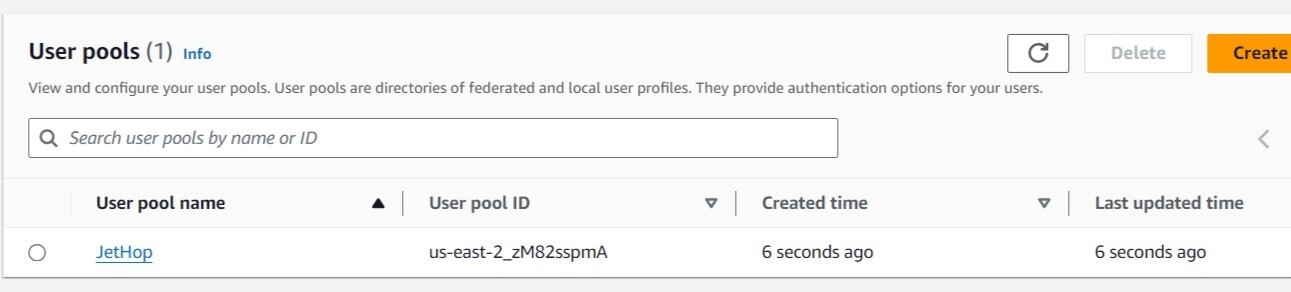 User pools (1) Info
Delete
Create
View and configure your user pools. User pools are directories of federated and local user profiles. They provide authentication options for your users.
Search user pools by name or ID
User pool name User pool ID Created time Last updated time
JetHop us-east-2_zM82sspmA 6 seconds ago 6 seconds ago